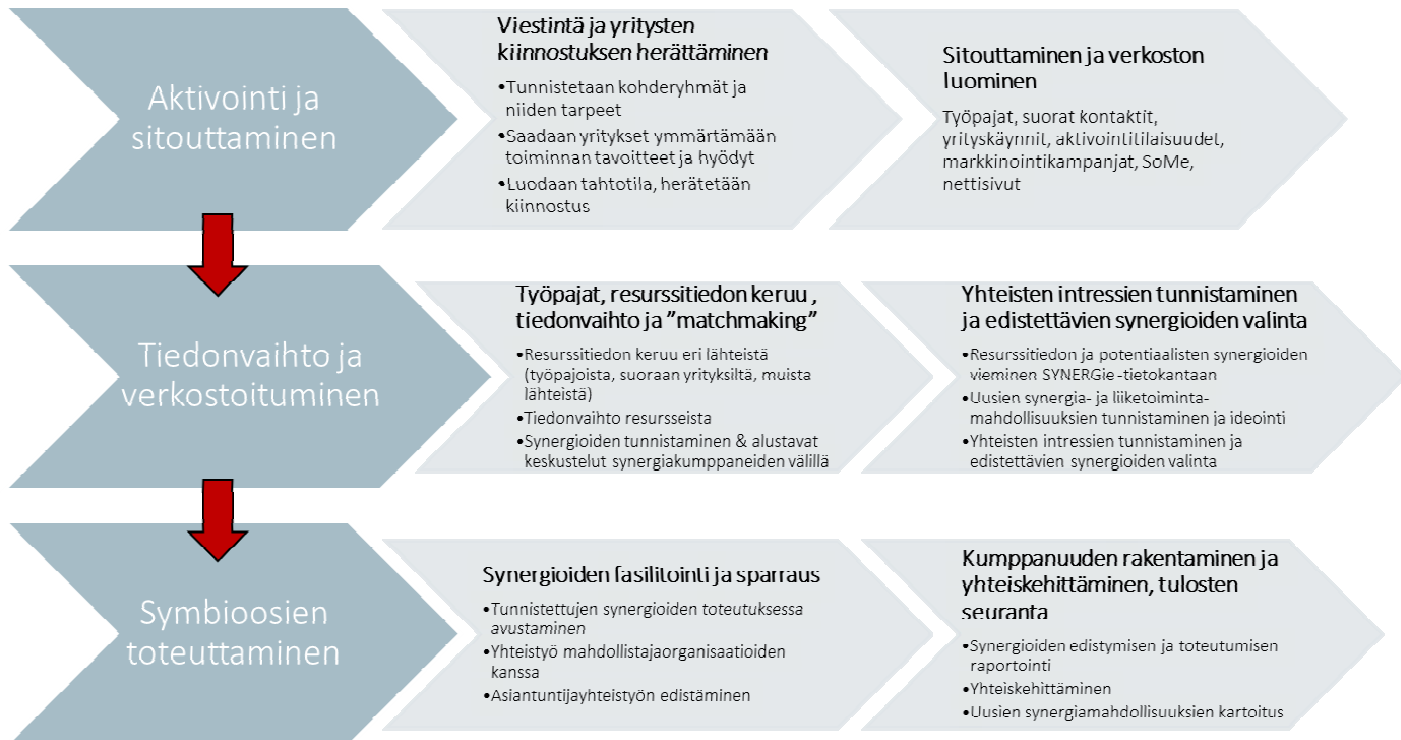 Aktivointi ja
sitouttaminen
Viestintä ja yritysten
kiinnostuksen herättäminen
•Tunnistetaan kohderyhmät ja
niiden tarpeet
•Saadaan yritykset ymmärtämään
toiminnan tavoitteet ja hyödyt
•Luodaan tahtotila, herätetään
kiinnostus
Sitouttaminen ja verkoston
luominen
Työpajat, suorat kontaktit,
yrityskäynnit, aktivointitilaisuudet,
markkinointikampanjat, SoMe,
nettisivut
Tiedonvaihto ja
verkostoituminen
Työpajat, resurssitiedon keruu ,
tiedonvaihto ja ”matchmaking”
•Resurssitiedon keruu eri lähteistä
(työpajoista, suoraan yrityksiltä, muista
lähteistä)
•Tiedonvaihto resursseista
•Synergioiden tunnistaminen & alustavat
keskustelut synergiakumppaneiden välillä
Yhteisten intressien tunnistaminen
ja edistettävien synergioiden valinta
•Resurssitiedon ja potentiaalisten synergioiden
vieminen SYNERGie -tietokantaan
•Uusien synergia- ja liiketoiminta-
mahdollisuuksien tunnistaminen ja ideointi
•Yhteisten intressien tunnistaminen ja
edistettävien synergioiden valinta
Symbioosien
toteuttaminen
Synergioiden fasilitointi ja sparraus
•Tunnistettujen synergioiden toteutuksessa
avustaminen
•Yhteistyö mahdollistajaorganisaatioiden
kanssa
•Asiantuntijayhteistyön edistäminen
Kumppanuuden rakentaminen ja
yhteiskehittäminen, tulosten
seuranta
•Synergioiden edistymisen ja toteutumisen
raportointi
•Yhteiskehittäminen
•Uusien synergiamahdollisuuksien kartoitus